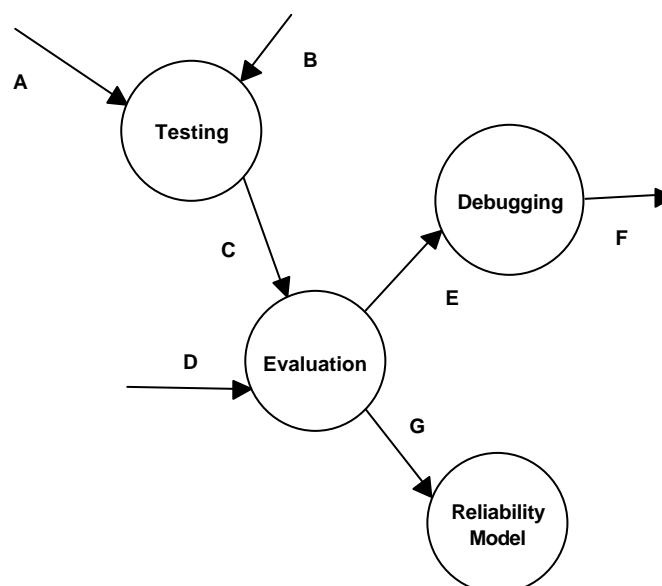 A
B
Testing
Debugging
F
C
E
D
Evaluation
G
Reliability
Model